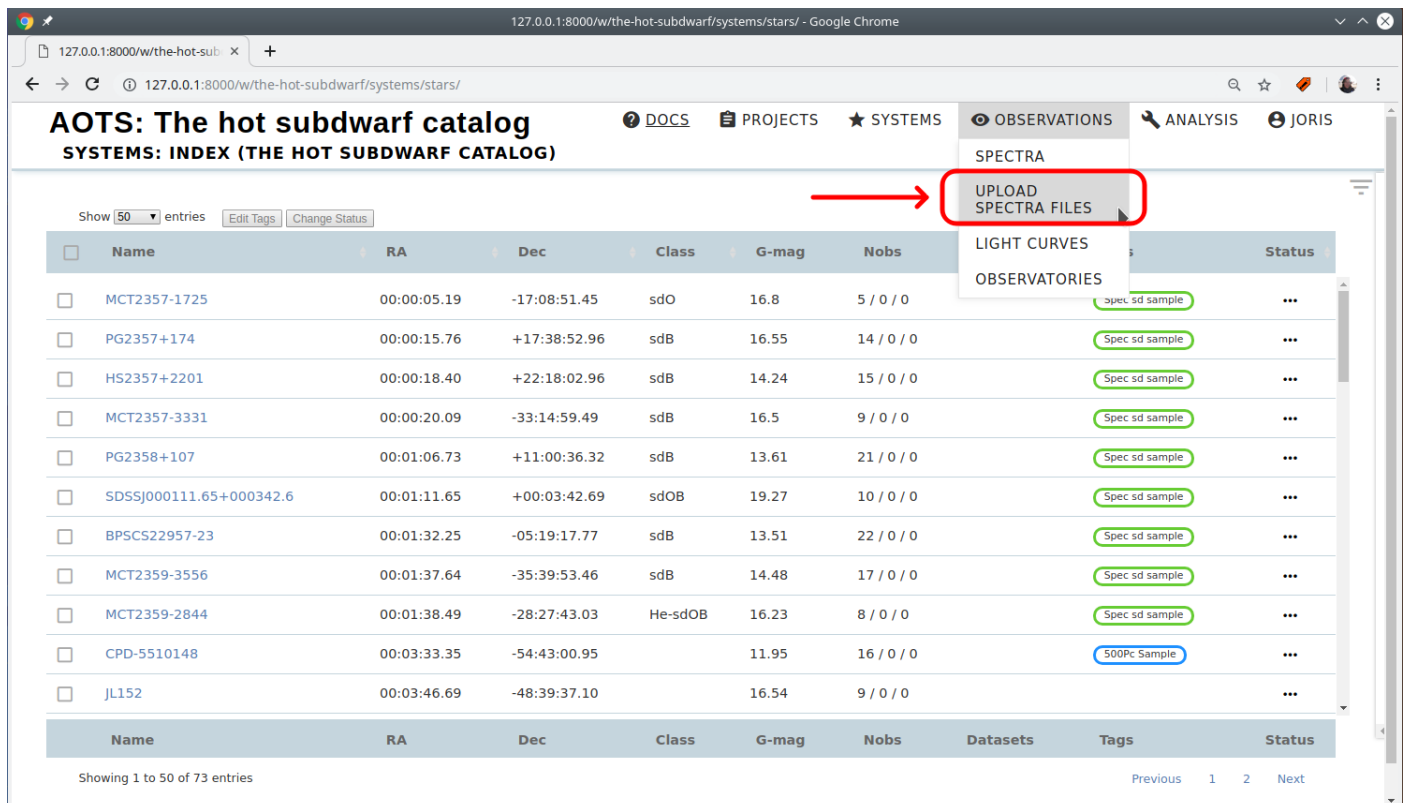 127.0.0.1:8000/w/the-hot-subdwarf/systems/stars/ - Google Chrome
127.0.0.1:8000/w/the-hot-sub
127.0.0.1:8000/w/the-hot-subdwarf/systems/stars/
AOTS: The hot subdwarf catalog
DOCS PROJECTS SYSTEMS OBSERVATIONS ANALYSIS JORIS
SYSTEMS: INDEX (THE HOT SUBDWARF CATALOG)
SPECTRA
UPLOAD
SPECTRA FILES
LIGHT CURVES
OBSERVATORIES
Show 50 entries Edit Tags Change Status
Name RA Dec Class G-mag Nobs Status
MCT2357-1725 00:00:05.19 -17:08:51.45 sdO 16.8 5 / 0 / 0 Spec sd sample
PG2357+174 00:00:15.76 +17:38:52.96 sdB 16.55 14 / 0 / 0 Spec sd sample
HS2357+2201 00:00:18.40 +22:18:02.96 sdB 14.24 15 / 0 / 0 Spec sd sample
MCT2357-3331 00:00:20.09 -33:14:59.49 sdB 16.5 9 / 0 / 0 Spec sd sample
PG2358+107 00:01:06.73 +11:00:36.32 sdB 13.61 21 / 0 / 0 Spec sd sample
SDSSJ000111.65+000342.6 00:01:11.65 +00:03:42.69 sdOB 19.27 10 / 0 / 0 Spec sd sample
BPSCS22957-23 00:01:32.25 -05:19:17.77 sdB 13.51 22 / 0 / 0 Spec sd sample
MCT2359-3556 00:01:37.64 -35:39:53.46 sdB 14.48 17 / 0 / 0 Spec sd sample
MCT2359-2844 00:01:38.49 -28:27:43.03 He-sdOB 16.23 8 / 0 / 0 Spec sd sample
CPD-5510148 00:03:33.35 -54:43:00.95 11.95 16 / 0 / 0 500Pc Sample
JL152 00:03:46.69 -48:39:37.10 16.54 9 / 0 / 0
Name RA Dec Class G-mag Nobs Datasets Tags Status
Showing 1 to 50 of 73 entries Previous 1 2 Next